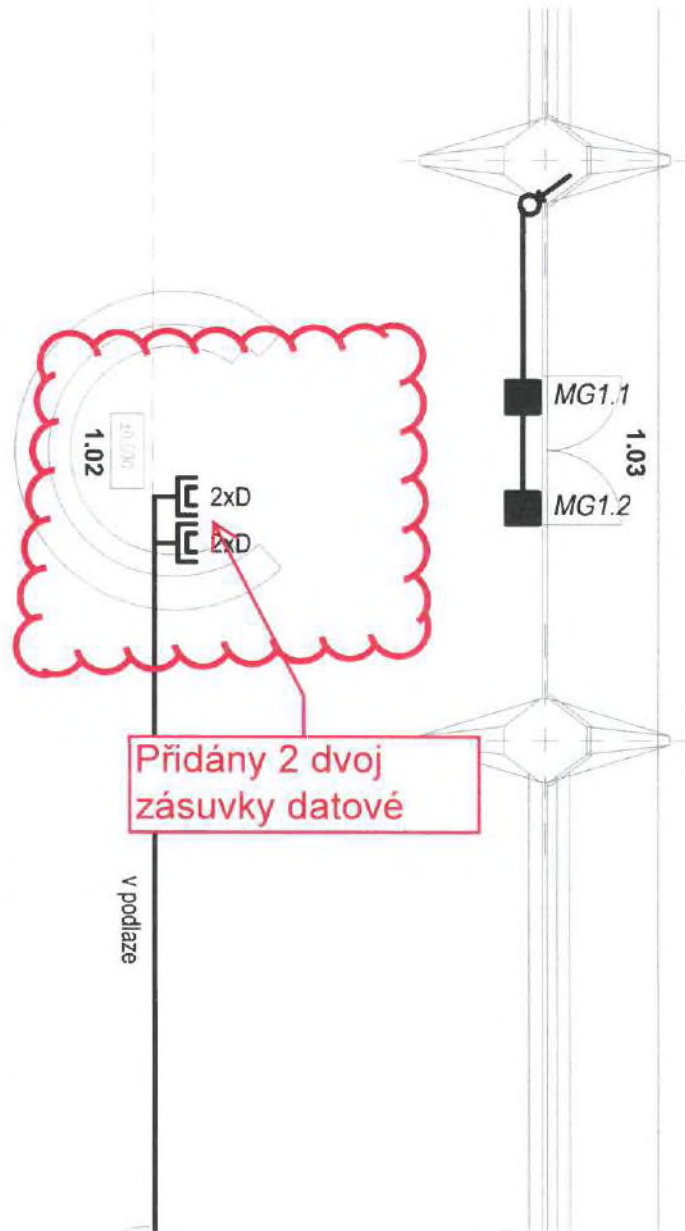 MG1.1
1.02
1.03
2xD
MG1.2
2xD
Přidány 2 dvoj
zásuvky datové
v podlaze